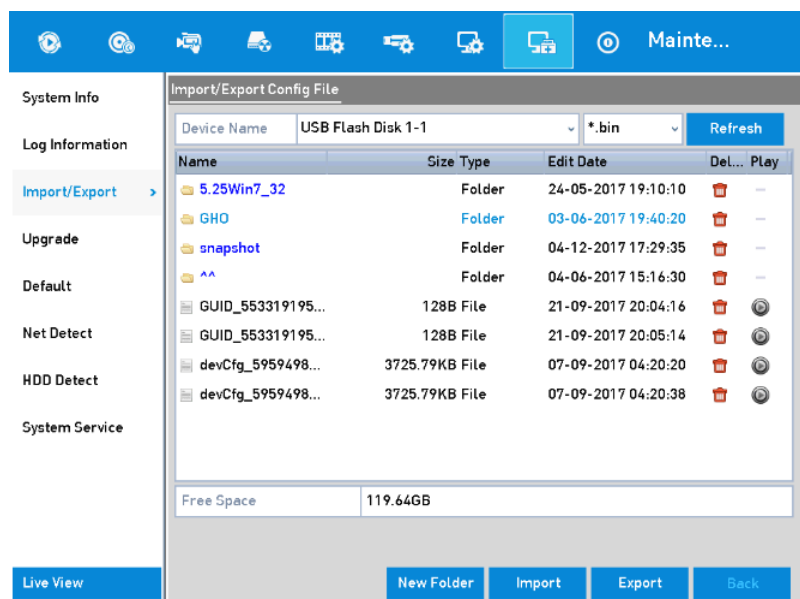 Mainte...
System Info
Log Information
Import/Export >
Upgrade
Default
Net Detect
HDD Detect
System Service
Live View
Import/Export Config File
Device Name USB Flash Disk 1-1 *.bin Refresh
Name Size Type Edit Date Del... Play
5.25Win7_32 Folder 24-05-2017 19:10:10 —
GHO Folder 03-06-2017 19:40:20 —
snapshot Folder 04-12-2017 17:29:35 —
^^ Folder 04-06-2017 15:16:30 —
GUID_553319195... 128B File 21-09-2017 20:04:16
GUID_553319195... 128B File 21-09-2017 20:05:14
devCfg_5959498... 3725.79KB File 07-09-2017 04:20:20
devCfg_5959498... 3725.79KB File 07-09-2017 04:20:38
Free Space 119.64GB
New Folder Import Export Back